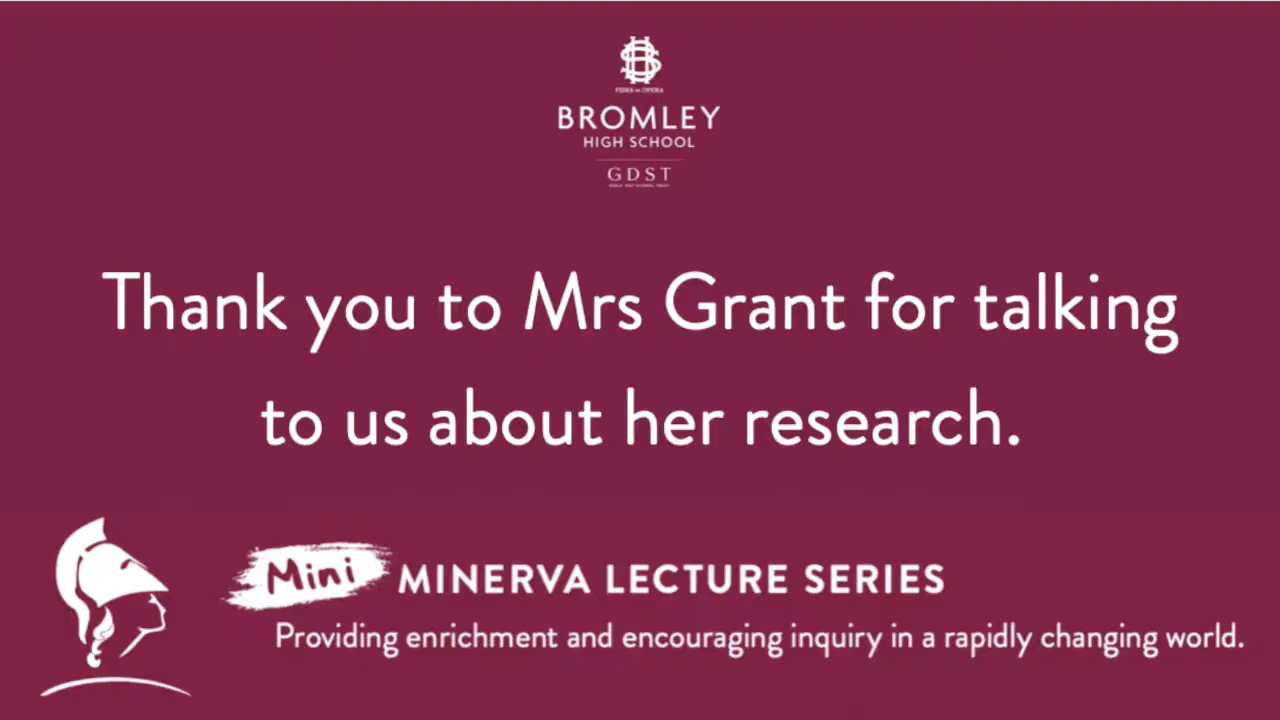 BROMLEY
HIGH SCHOOL
GDST
Thank you to Mrs Grant for talking
to us about her research.
Mini MINERVA LECTURE SERIES
Providing enrichment and encouraging inquiry in a rapidly changing world.